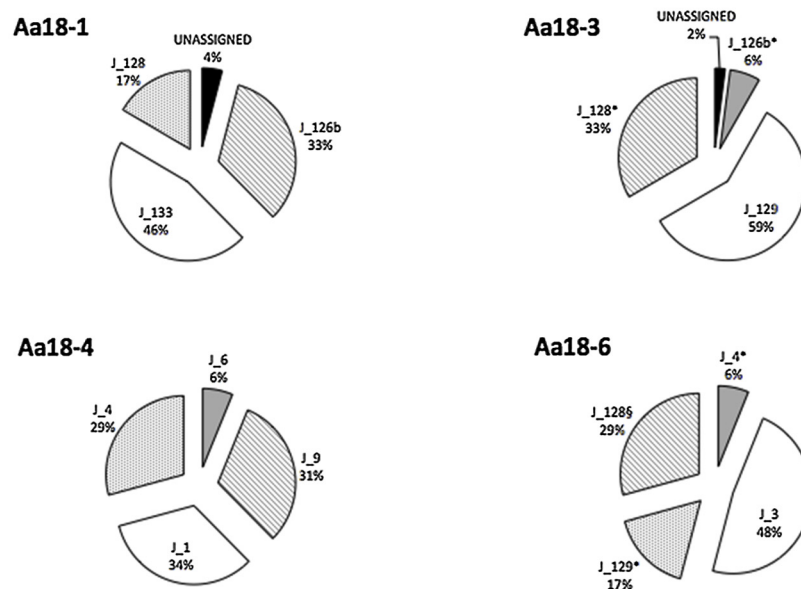 Aa18-1
UNASSIGNED
4%
J_128
17%
J_126b
33%
J_133
46%
Aa18-3
UNASSIGNED
2%
J_126b*
6%
J_128*
33%
J_129
59%
Aa18-4
J_6
6%
J_4
29%
J_9
31%
J_1
34%
Aa18-6
J_4*
6%
J_128§
29%
J_3
48%
J_129*
17%